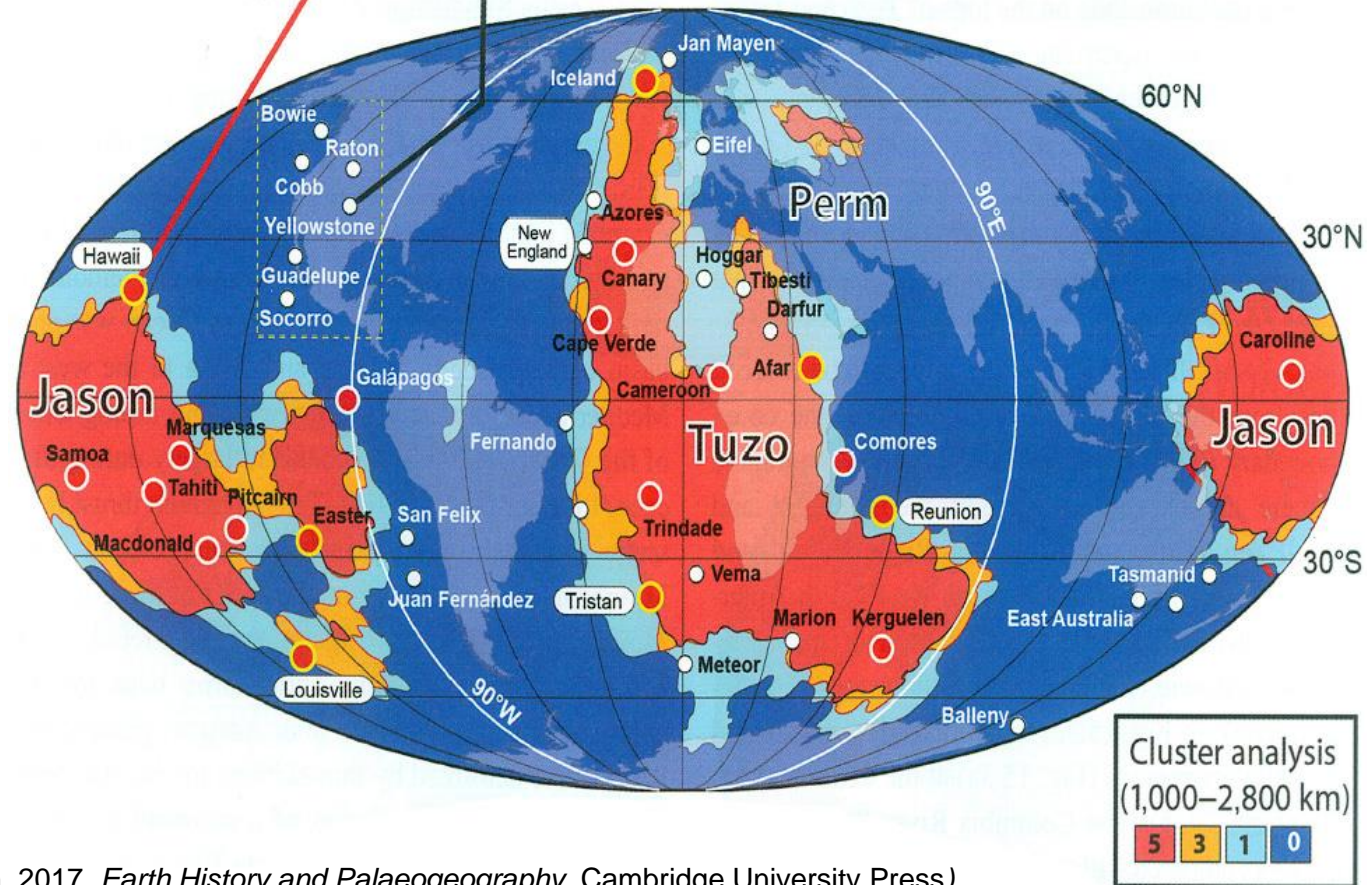 Jan Mayen
Iceland
60°N
Bowie
Raton
Eifel
Cobb
Perm
90°E
Azores
Yellowstone
New
England
30°N
Hawaii
Hoggar
Guadelupe
Canary
Tibesti
Socorro
Darfur
Cape Verde
Caroline
Afar
Galápagos
Cameroon
Jason
Marquesas
Fernando
Tuzo
Comores
Jason
Samoa
Tahiti
Pitcairn
Easter
San Felix
Trindade
Reunion
Macdonald
30°S
Vema
Tasmanid
Juan Fernández
Tristan
Marion
Kerguelen
East Australia
Meteor
Louisville
90°W
Balleny
Cluster analysis
(1,000–2,800 km)
5 3 1 0
2017. Earth History and Palaeogeography. Cambridge University Press)